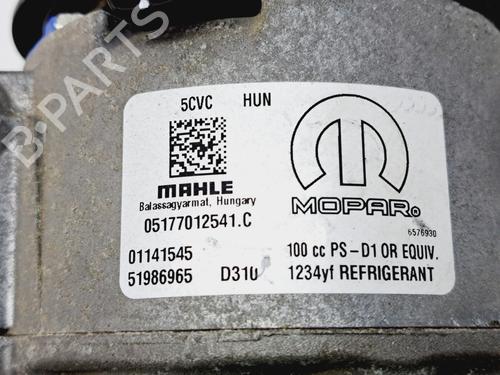 5CVC HUN
MAHLE
Balassagyarmat, Hungary
05177012541.C
MOPAR®
6576930
01141545 100 cc PS-D1 OR EQUIV.
51986965 D310 1234yf REFRIGERANT
B-PARTS